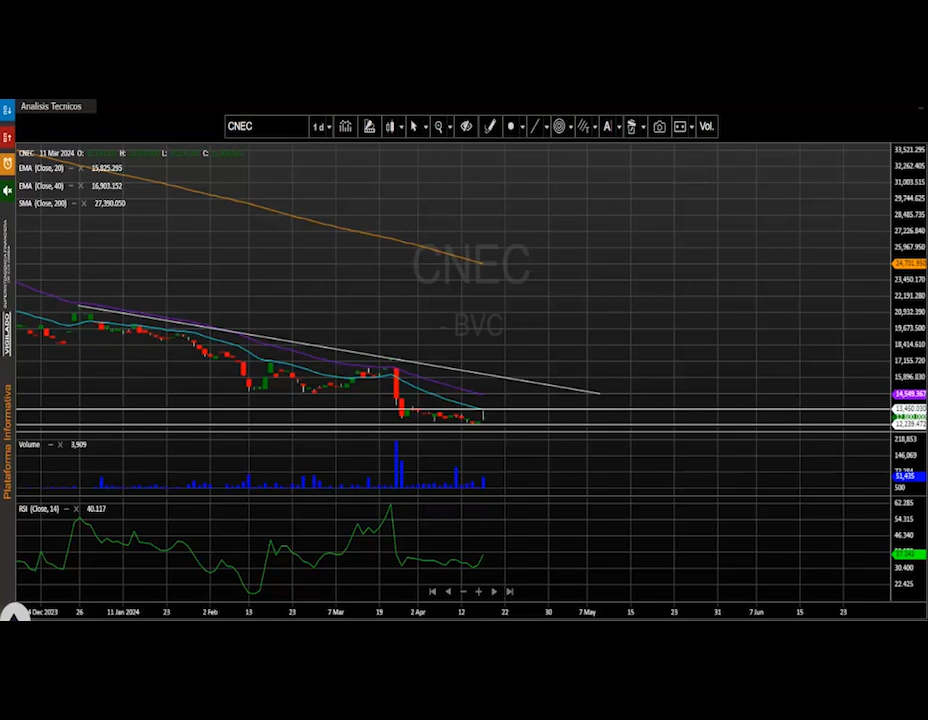 Analisis Tecnicos
CNEC 1 d A Vol.
CNEC 11 Mar 2024 O: H: L: C:
EMA (Close, 20) 15,825.295
EMA (Close, 40) 16,903.152
SMA (Close, 200) 27,390.050
CNEC
- BVC
33,521.295
32,262.405
31,003.515
29,744.625
28,485.735
27,226.840
25,967.950
24,701.950
23,450.170
22,191.280
20,932.390
19,673.500
18,414.610
17,155.720
15,896.830
14,549.367
13,460.030
12,239.472
Volume 3,909
218,853
146,069
51,435
500
RSI (Close, 14) 40.117
62.285
54.315
46.340
30.400
22.425
Dec 2023 26 11 Jan 2024 23 2 Feb 13 23 7 Mar 19 2 Apr 12 22 30 7 May 15 23 31 7 Jun 15 23
VIGILADO
Plataforma Informativa